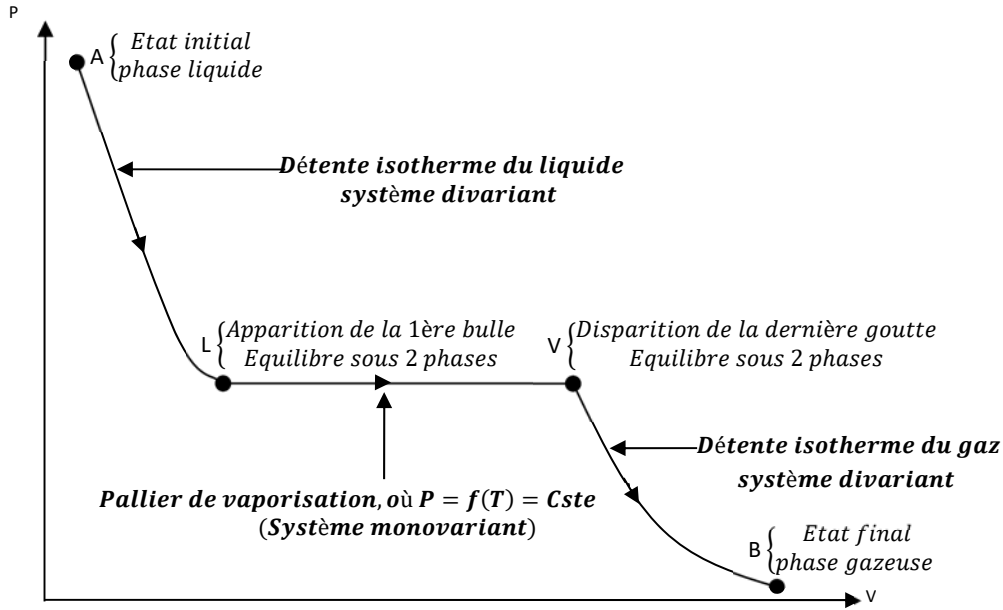 P
A { Etat initial
phase liquide
Détente isotherme du liquide
système divariant
L { Apparition de la 1ère bulle
Equilibre sous 2 phases
V { Disparition de la dernière goutte
Equilibre sous 2 phases
Détente isotherme du gaz
système divariant
Pallier de vaporisation, où P = f(T) = Cste
(Système monovariant)
B { Etat final
phase gazeuse
V